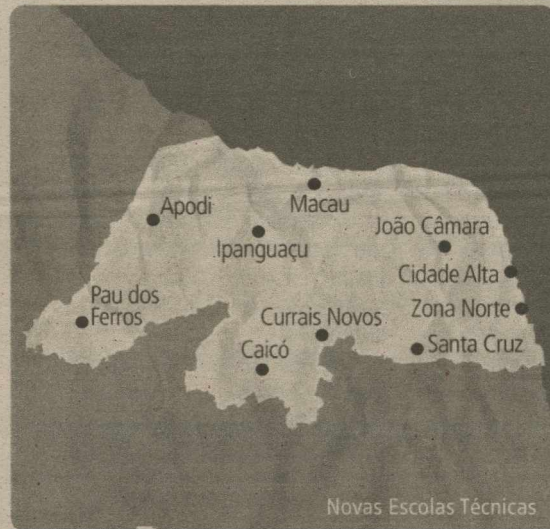 Apodi
Macau
João Câmara
Ipanguaçu
Cidade Alta
Pau dos
Ferros
Zona Norte
Currais Novos
Santa Cruz
Caicó
Novas Escolas Técnicas